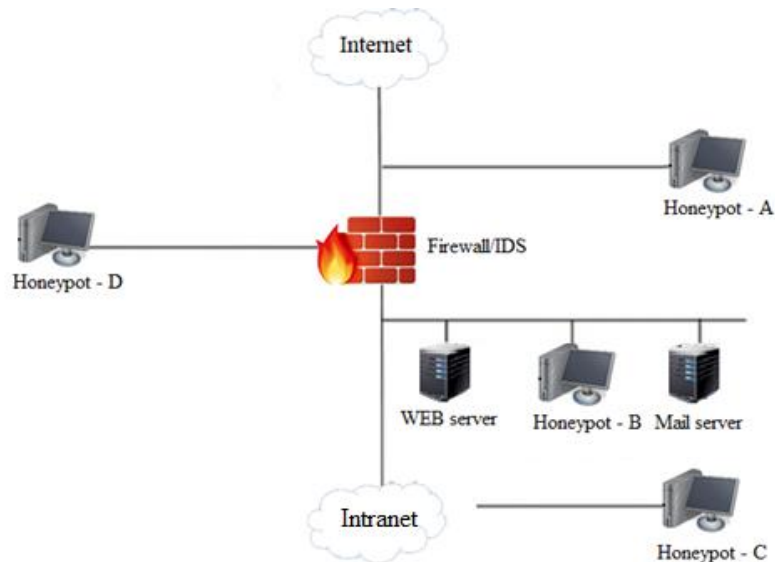 Internet
Honeypot - A
Firewall/IDS
Honeypot - D
WEB server
Honeypot - B
Mail server
Intranet
Honeypot - C